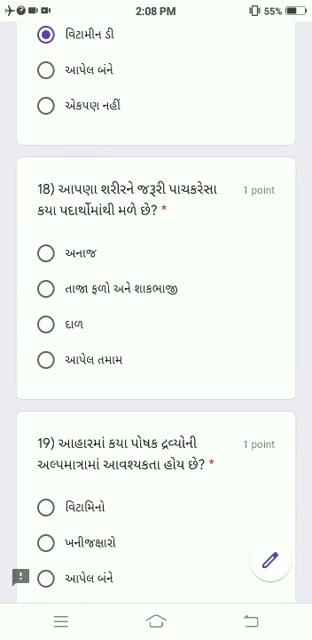 2:08 PM
55%
વિટામીન ડી
આપેલ બંને
એકપણ નહીં
18) આપણા શરીરને જરૂરી પાચકરેસા
1 point
કયા પદાર્થોમાંથી મળે છે? *
અનાજ
તાજા ફળો અને શાકભાજી
દાળ
આપેલ તમામ
19) આહારમાં કયા પોષક દ્રવ્યોની
1 point
અલ્પમાત્રામાં આવશ્યકતા હોય છે? *
વિટામિનો
ખનીજક્ષારો
આપેલ બંને